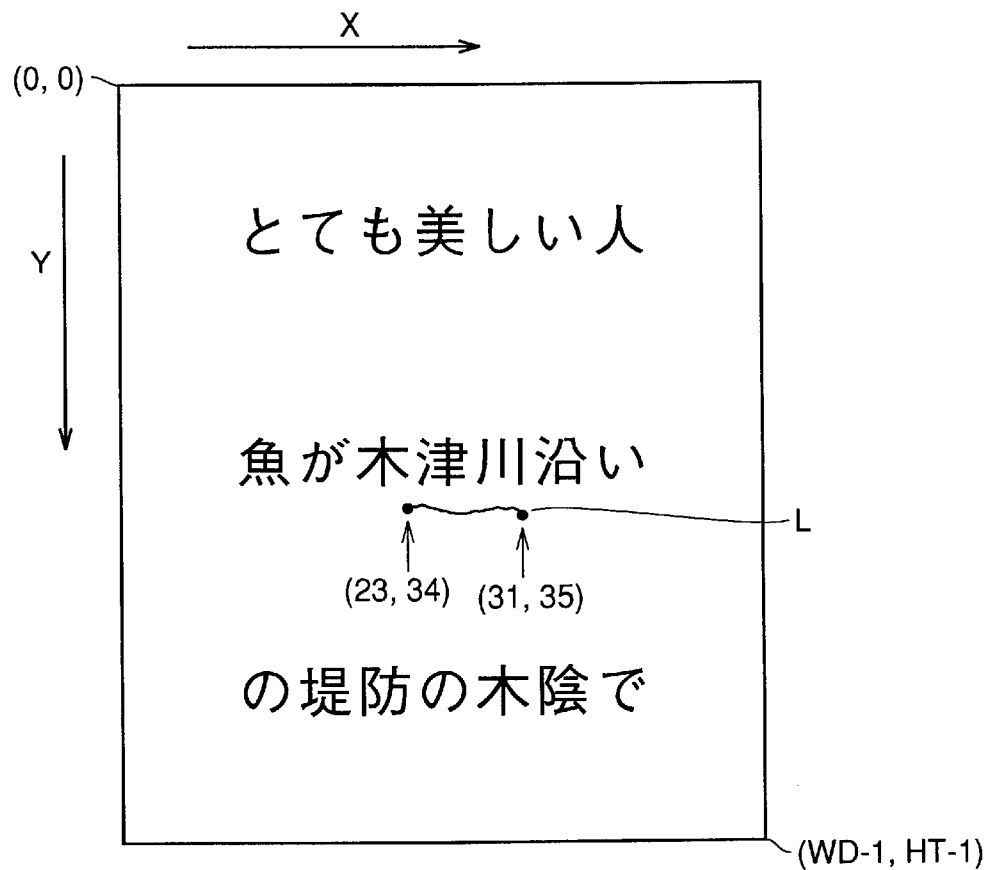 X
(0, 0)
Y
とても美しい人
魚が木津川沿い
L
(23, 34) (31, 35)
の堤防の木陰で
(WD-1, HT-1)